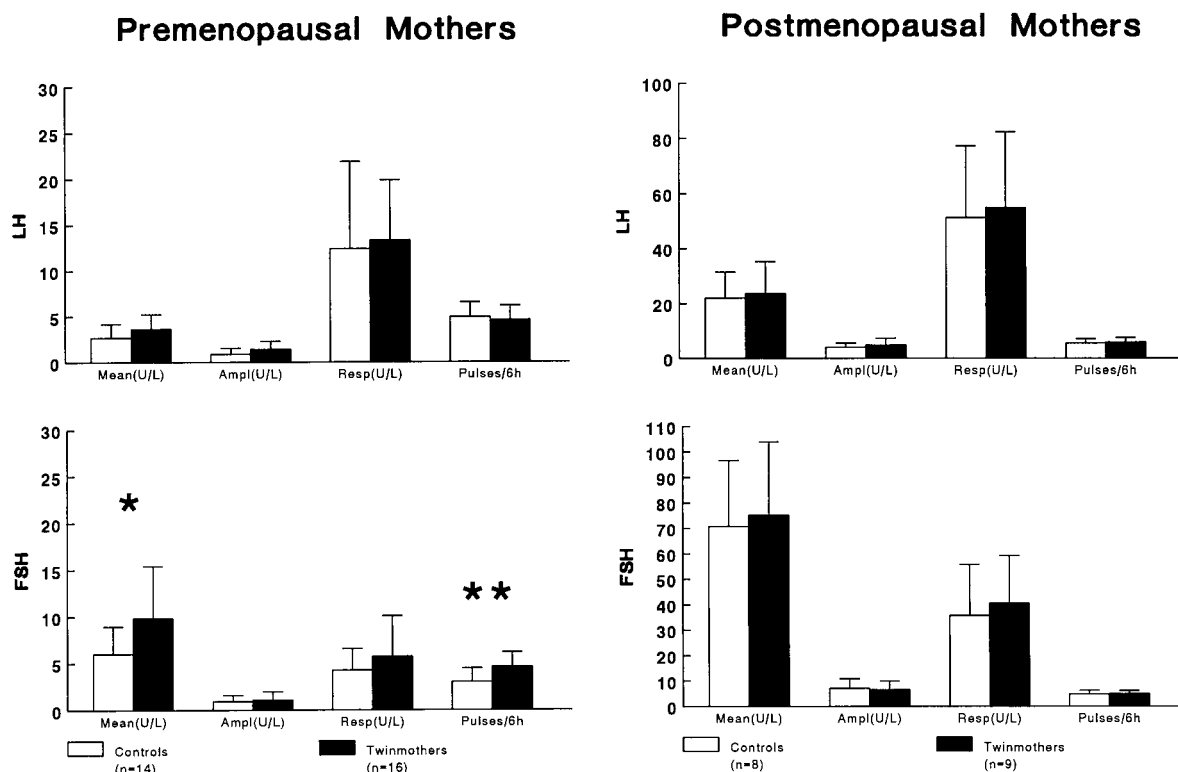 Premenopausal Mothers
Postmenopausal Mothers
30
25
20
15
10
5
0
LH
Mean(U/L) Ampl(U/L) Resp(U/L) Pulses/6h
100
80
60
40
20
0
LH
Mean(U/L) Ampl(U/L) Resp(U/L) Pulses/6h
30
25
20
15
10
5
0
FSH
*
**
Mean(U/L) Ampl(U/L) Resp(U/L) Pulses/6h
Controls
(n=14)
Twinmothers
(n=16)
110
100
90
80
70
60
50
40
30
20
10
0
FSH
Mean(U/L) Ampl(U/L) Resp(U/L) Pulses/6h
Controls
(n=8)
Twinmothers
(n=9)